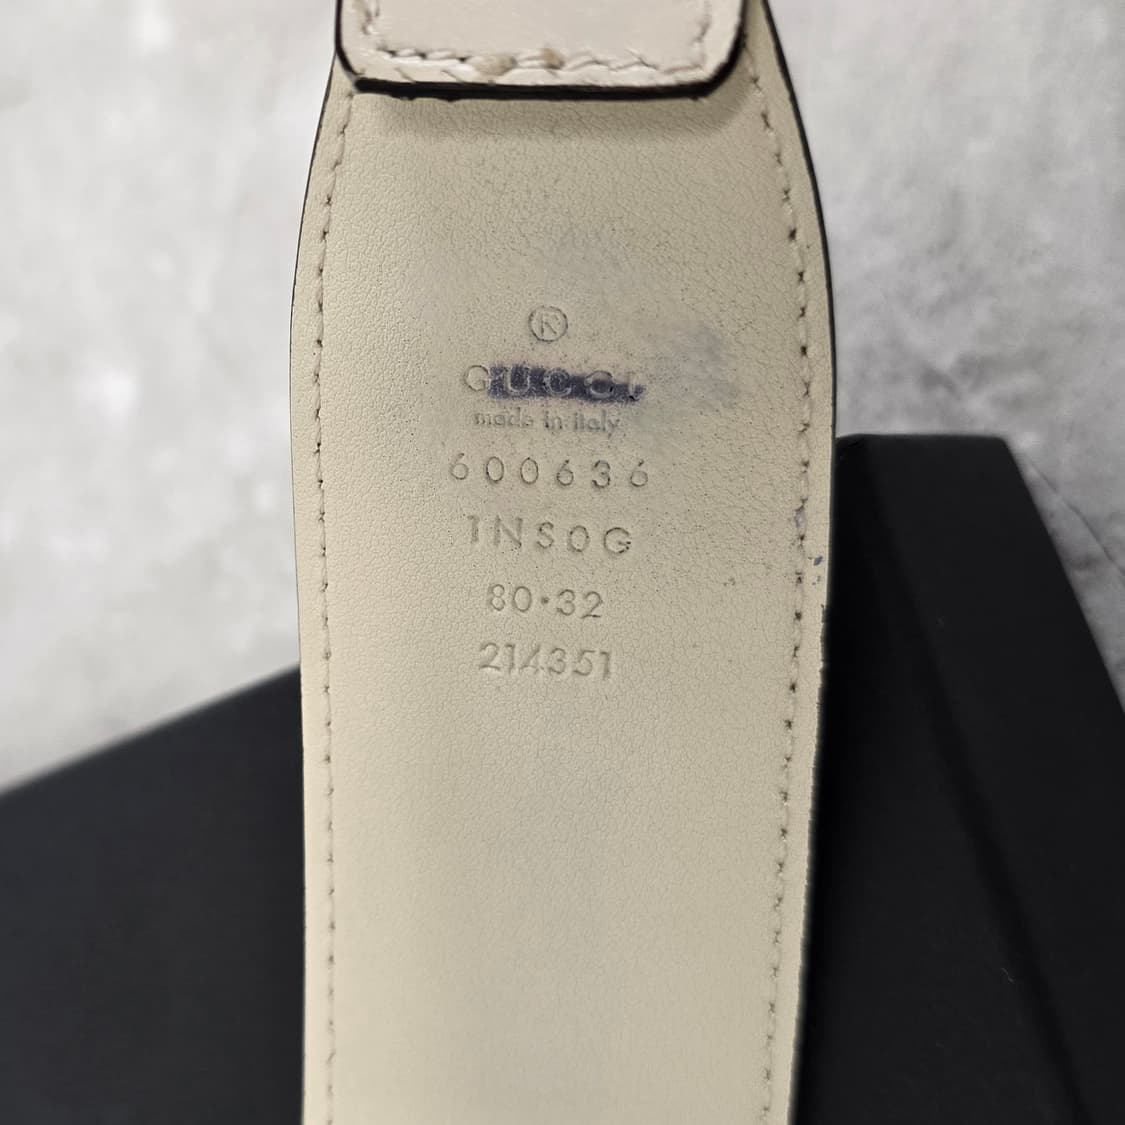 ®
GUCCI
made in italy
600636
1NS0G
80·32
214351